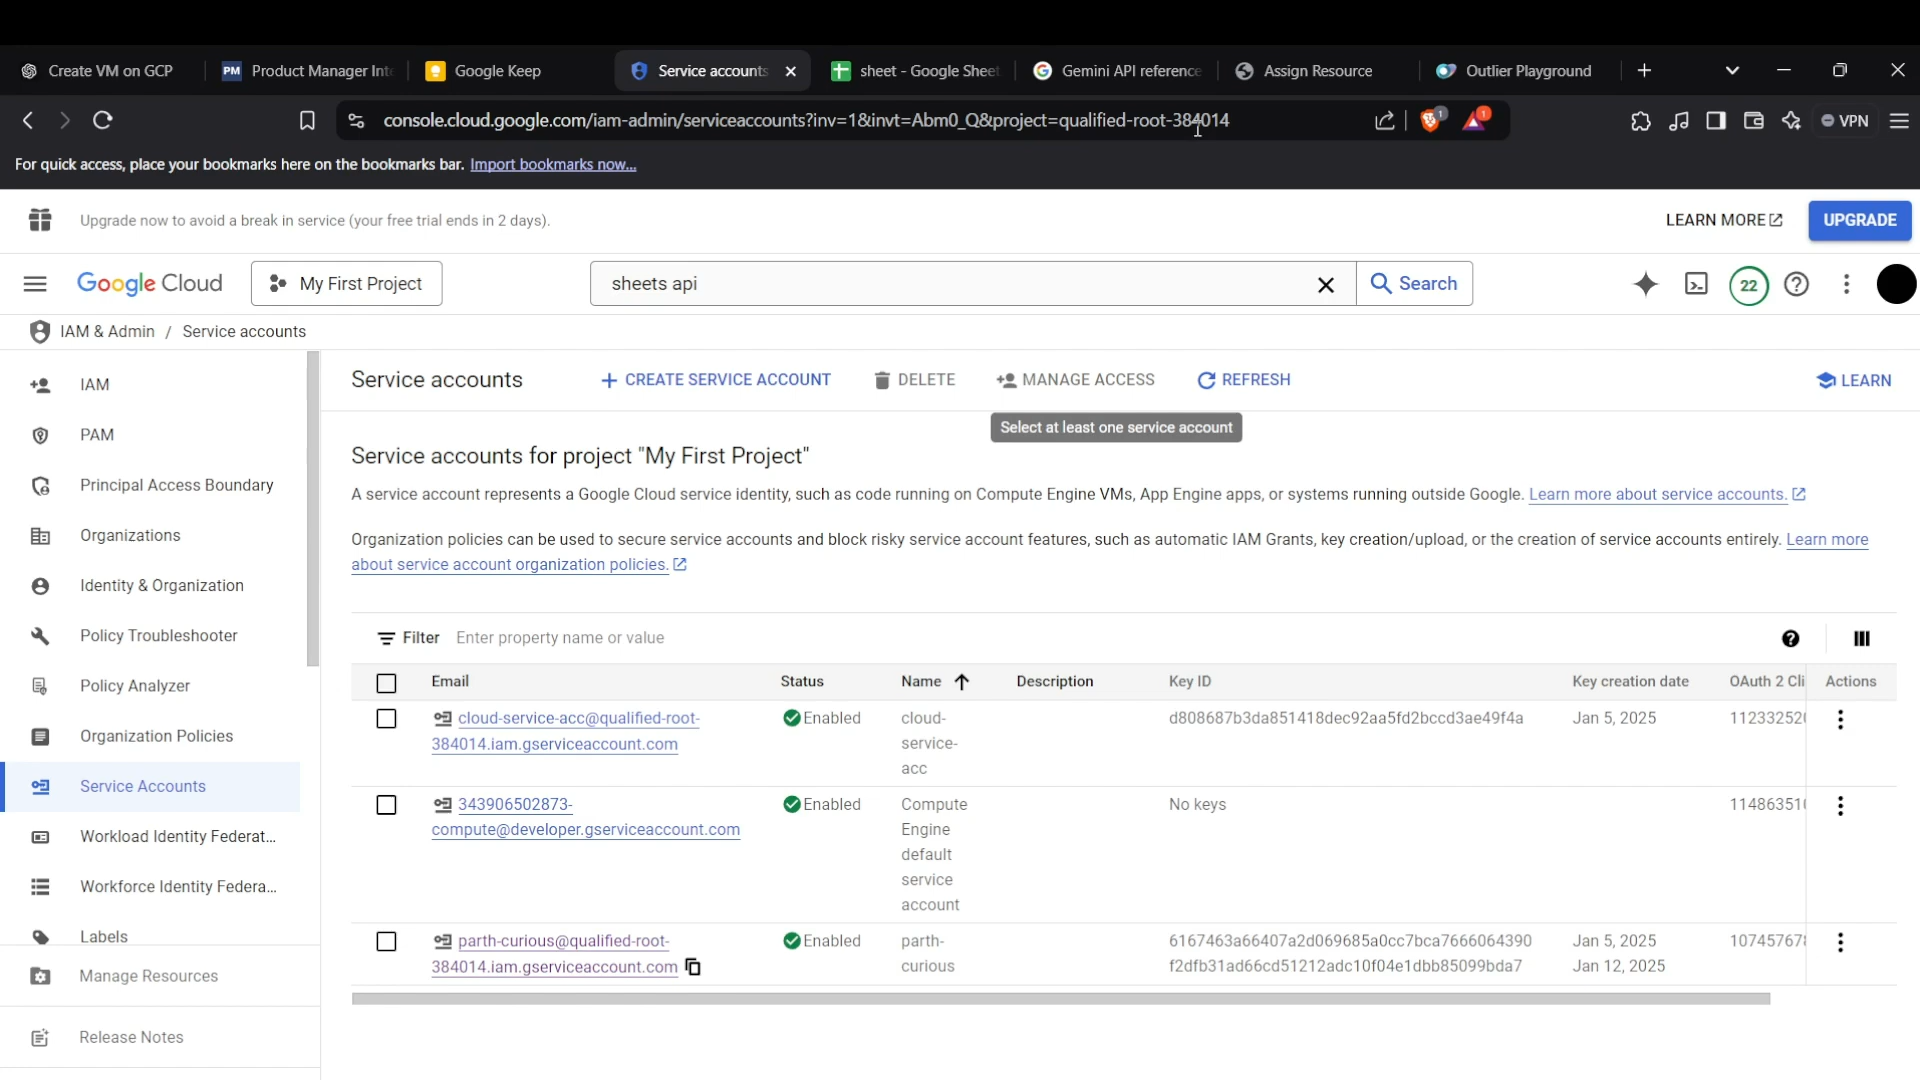 Create VM on GCP
PM Product Manager Inte
Google Keep
Service accounts
sheet - Google Sheet
Gemini API reference
Assign Resource
Outlier Playground
console.cloud.google.com/iam-admin/serviceaccounts?inv=1&invt=Abm0_Q&project=qualified-root-384014
1
1
VPN
For quick access, place your bookmarks here on the bookmarks bar. Import bookmarks now...
Upgrade now to avoid a break in service (your free trial ends in 2 days).
LEARN MORE
UPGRADE
Google Cloud
My First Project
sheets api
Search
22
IAM & Admin / Service accounts
IAM
PAM
Principal Access Boundary
Organizations
Identity & Organization
Policy Troubleshooter
Policy Analyzer
Organization Policies
Service Accounts
Workload Identity Federat...
Workforce Identity Federa...
Labels
Manage Resources
Release Notes
Service accounts
CREATE SERVICE ACCOUNT
DELETE
MANAGE ACCESS
REFRESH
LEARN
Select at least one service account
Service accounts for project "My First Project"
A service account represents a Google Cloud service identity, such as code running on Compute Engine VMs, App Engine apps, or systems running outside Google. Learn more about service accounts.
Organization policies can be used to secure service accounts and block risky service account features, such as automatic IAM Grants, key creation/upload, or the creation of service accounts entirely. Learn more
about service account organization policies.
Filter Enter property name or value
Email Status Name Description Key ID Key creation date OAuth 2 Cli Actions
cloud-service-acc@qualified-root-
384014.iam.gserviceaccount.com
Enabled
cloud-
service-
acc
d808687b3da851418dec92aa5fd2bccd3ae49f4a
Jan 5, 2025
11233252
343906502873-
compute@developer.gserviceaccount.com
Enabled
Compute
Engine
default
service
account
No keys
11486351
parth-curious@qualified-root-
384014.iam.gserviceaccount.com
Enabled
parth-
curious
6167463a66407a2d069685a0cc7bca7666064390
f2dfb31ad66cd51212adc10f04e1dbb85099bda7
Jan 5, 2025
Jan 12, 2025
10745767